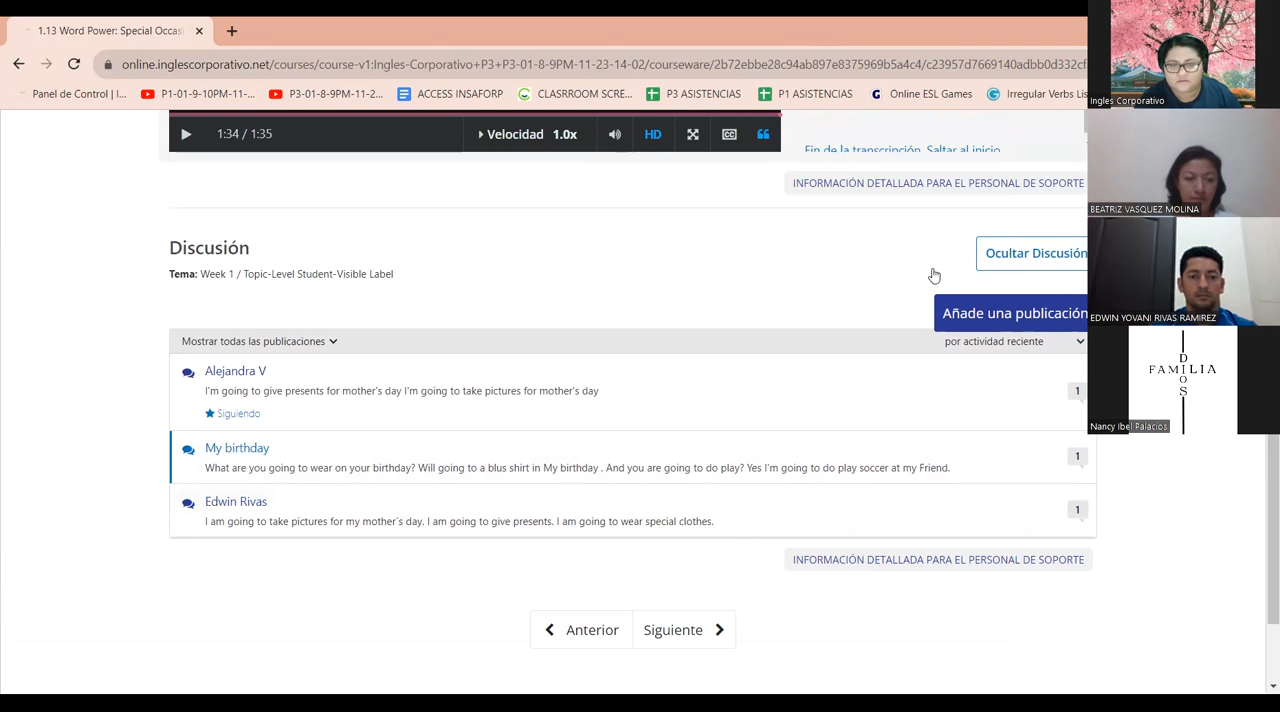 1.13 Word Power: Special Occasi
online.inglescorporativo.net/courses/course-v1:Ingles-Corporativo+P3+P3-01-8-9PM-11-23-14-02/courseware/2b72ebbe28c94ab897e8375969b5a4c4/c23957d7669140adbb0d332cf
Panel de Control | I...
P1-01-9-10PM-11-...
P3-01-8-9PM-11-2...
ACCESS INSAFORP
CLASRROOM SCRE...
P3 ASISTENCIAS
P1 ASISTENCIAS
Online ESL Games
Irregular Verbs Lis
1:34 / 1:35
Velocidad 1.0x
HD
CC
Fin de la transcripción. Saltar al inicio.
INFORMACIÓN DETALLADA PARA EL PERSONAL DE SOPORTE
Discusión
Ocultar Discusión
Tema: Week 1 / Topic-Level Student-Visible Label
Añade una publicación
Mostrar todas las publicaciones
por actividad reciente
Alejandra V
I'm going to give presents for mother's day I'm going to take pictures for mother's day
1
Siguiendo
My birthday
What are you going to wear on your birthday? Will going to a blus shirt in My birthday . And you are going to do play? Yes I'm going to do play soccer at my Friend.
1
Edwin Rivas
I am going to take pictures for my mother´s day. I am going to give presents. I am going to wear special clothes.
1
INFORMACIÓN DETALLADA PARA EL PERSONAL DE SOPORTE
Anterior
Siguiente
Ingles Corporativo
BEATRIZ VASQUEZ MOLINA
EDWIN YOVANI RIVAS RAMIREZ
FAMILIA
DIOS
Nancy Ibel Palacios